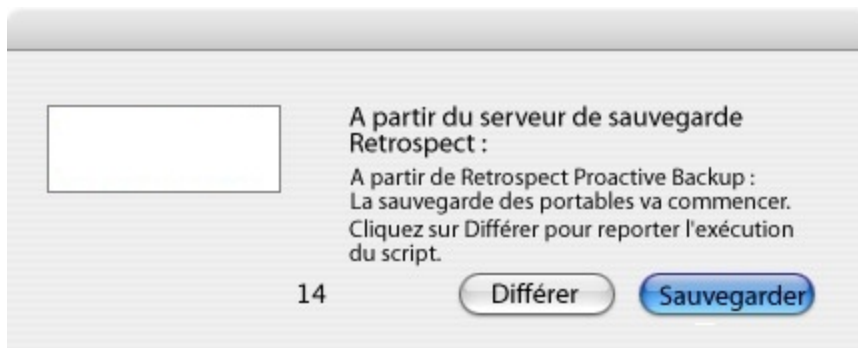 A partir du serveur de sauvegarde
Retrospect :
A partir de Retrospect Proactive Backup :
La sauvegarde des portables va commencer.
Cliquez sur Différer pour reporter l'exécution
du script.
14
Différer
Sauvegarder